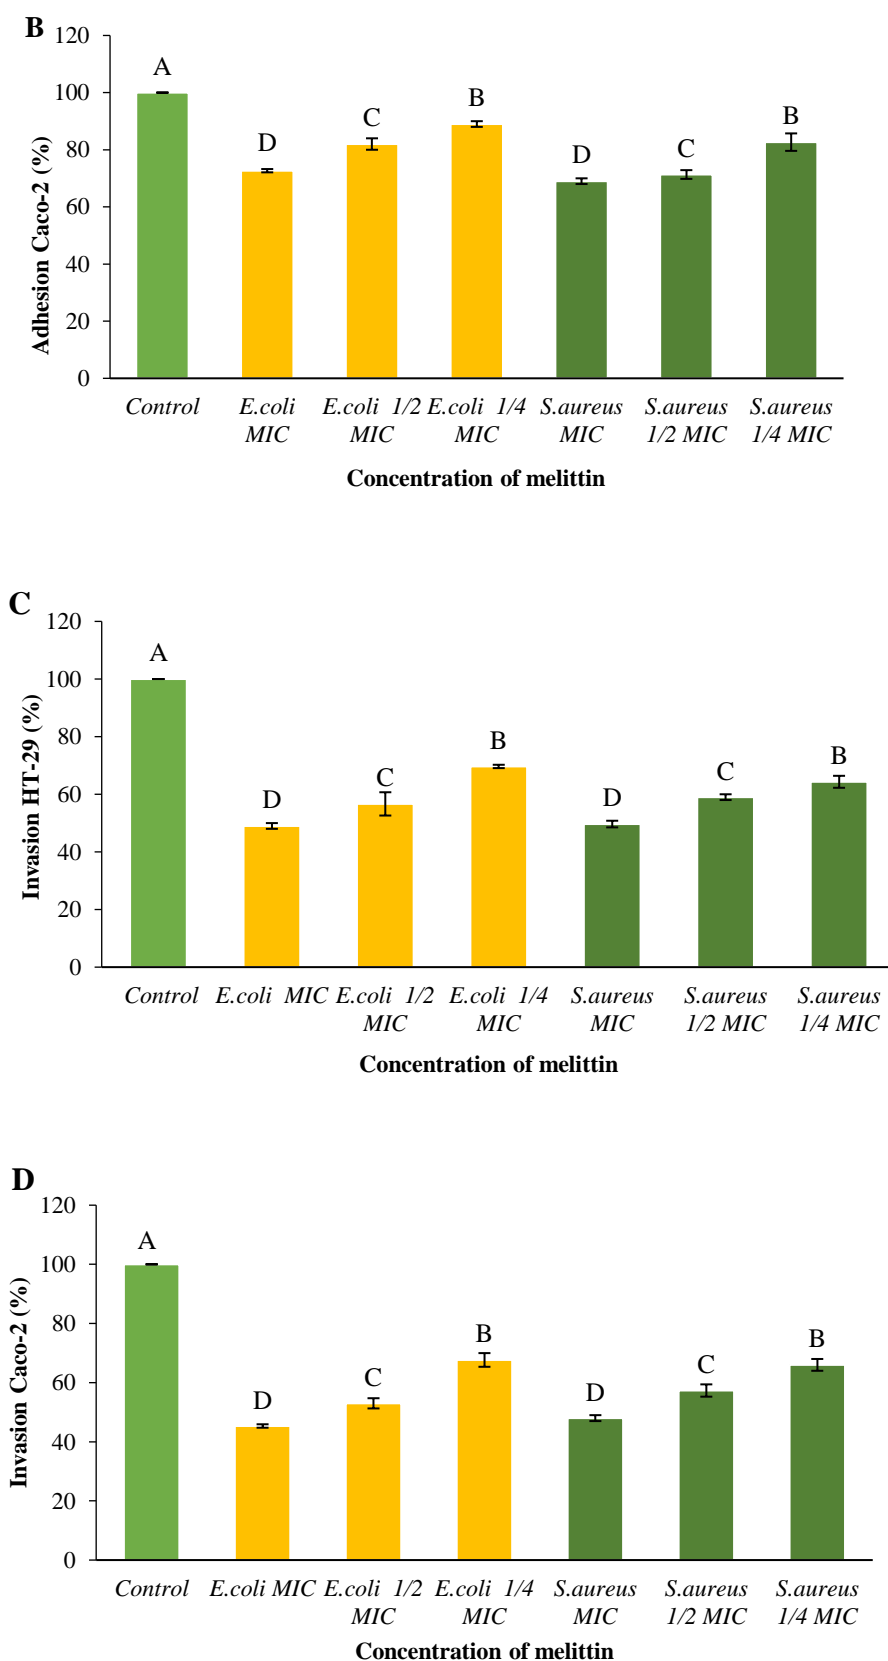 B
120
100
80
60
40
20
0
Adhesion Caco-2 (%)
A
D
C
B
D
C
B
Control
E.coli MIC
E.coli 1/2 MIC
E.coli 1/4 MIC
S.aureus MIC
S.aureus 1/2 MIC
S.aureus 1/4 MIC
Concentration of melittin
C
120
100
80
60
40
20
0
Invasion HT-29 (%)
A
D
C
B
D
C
B
Control
E.coli MIC
E.coli 1/2 MIC
E.coli 1/4 MIC
S.aureus MIC
S.aureus 1/2 MIC
S.aureus 1/4 MIC
Concentration of melittin
D
120
100
80
60
40
20
0
Invasion Caco-2 (%)
A
D
C
B
D
C
B
Control
E.coli MIC
E.coli 1/2 MIC
E.coli 1/4 MIC
S.aureus MIC
S.aureus 1/2 MIC
S.aureus 1/4 MIC
Concentration of melittin